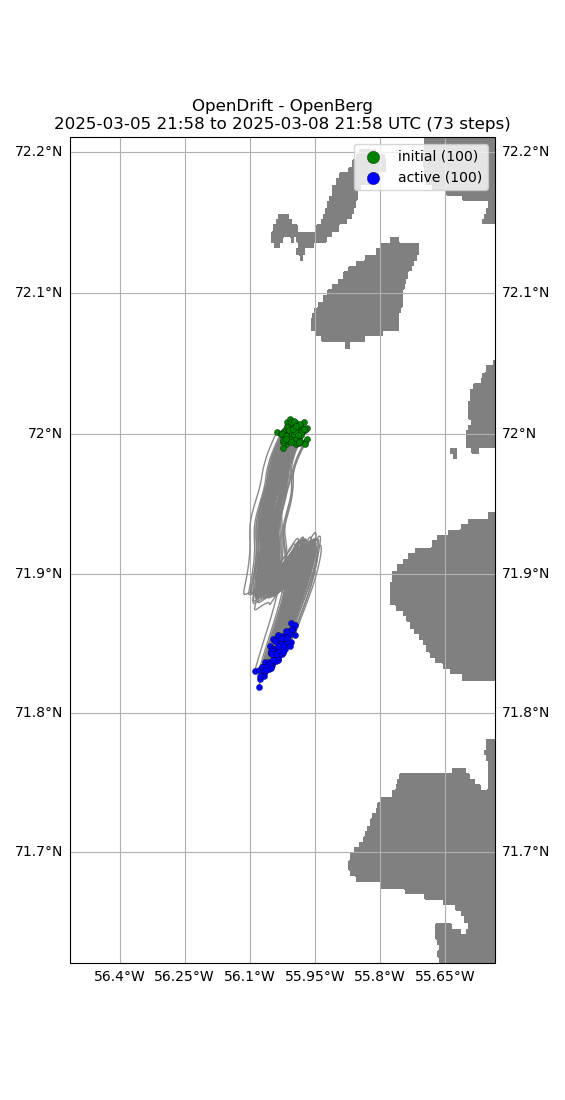 OpenDrift - OpenBerg
2025-03-05 21:58 to 2025-03-08 21:58 UTC (73 steps)
initial (100)
active (100)
72.2°N 72.2°N
72.1°N 72.1°N
72°N 72°N
71.9°N 71.9°N
71.8°N 71.8°N
71.7°N 71.7°N
56.4°W 56.25°W 56.1°W 55.95°W 55.8°W 55.65°W